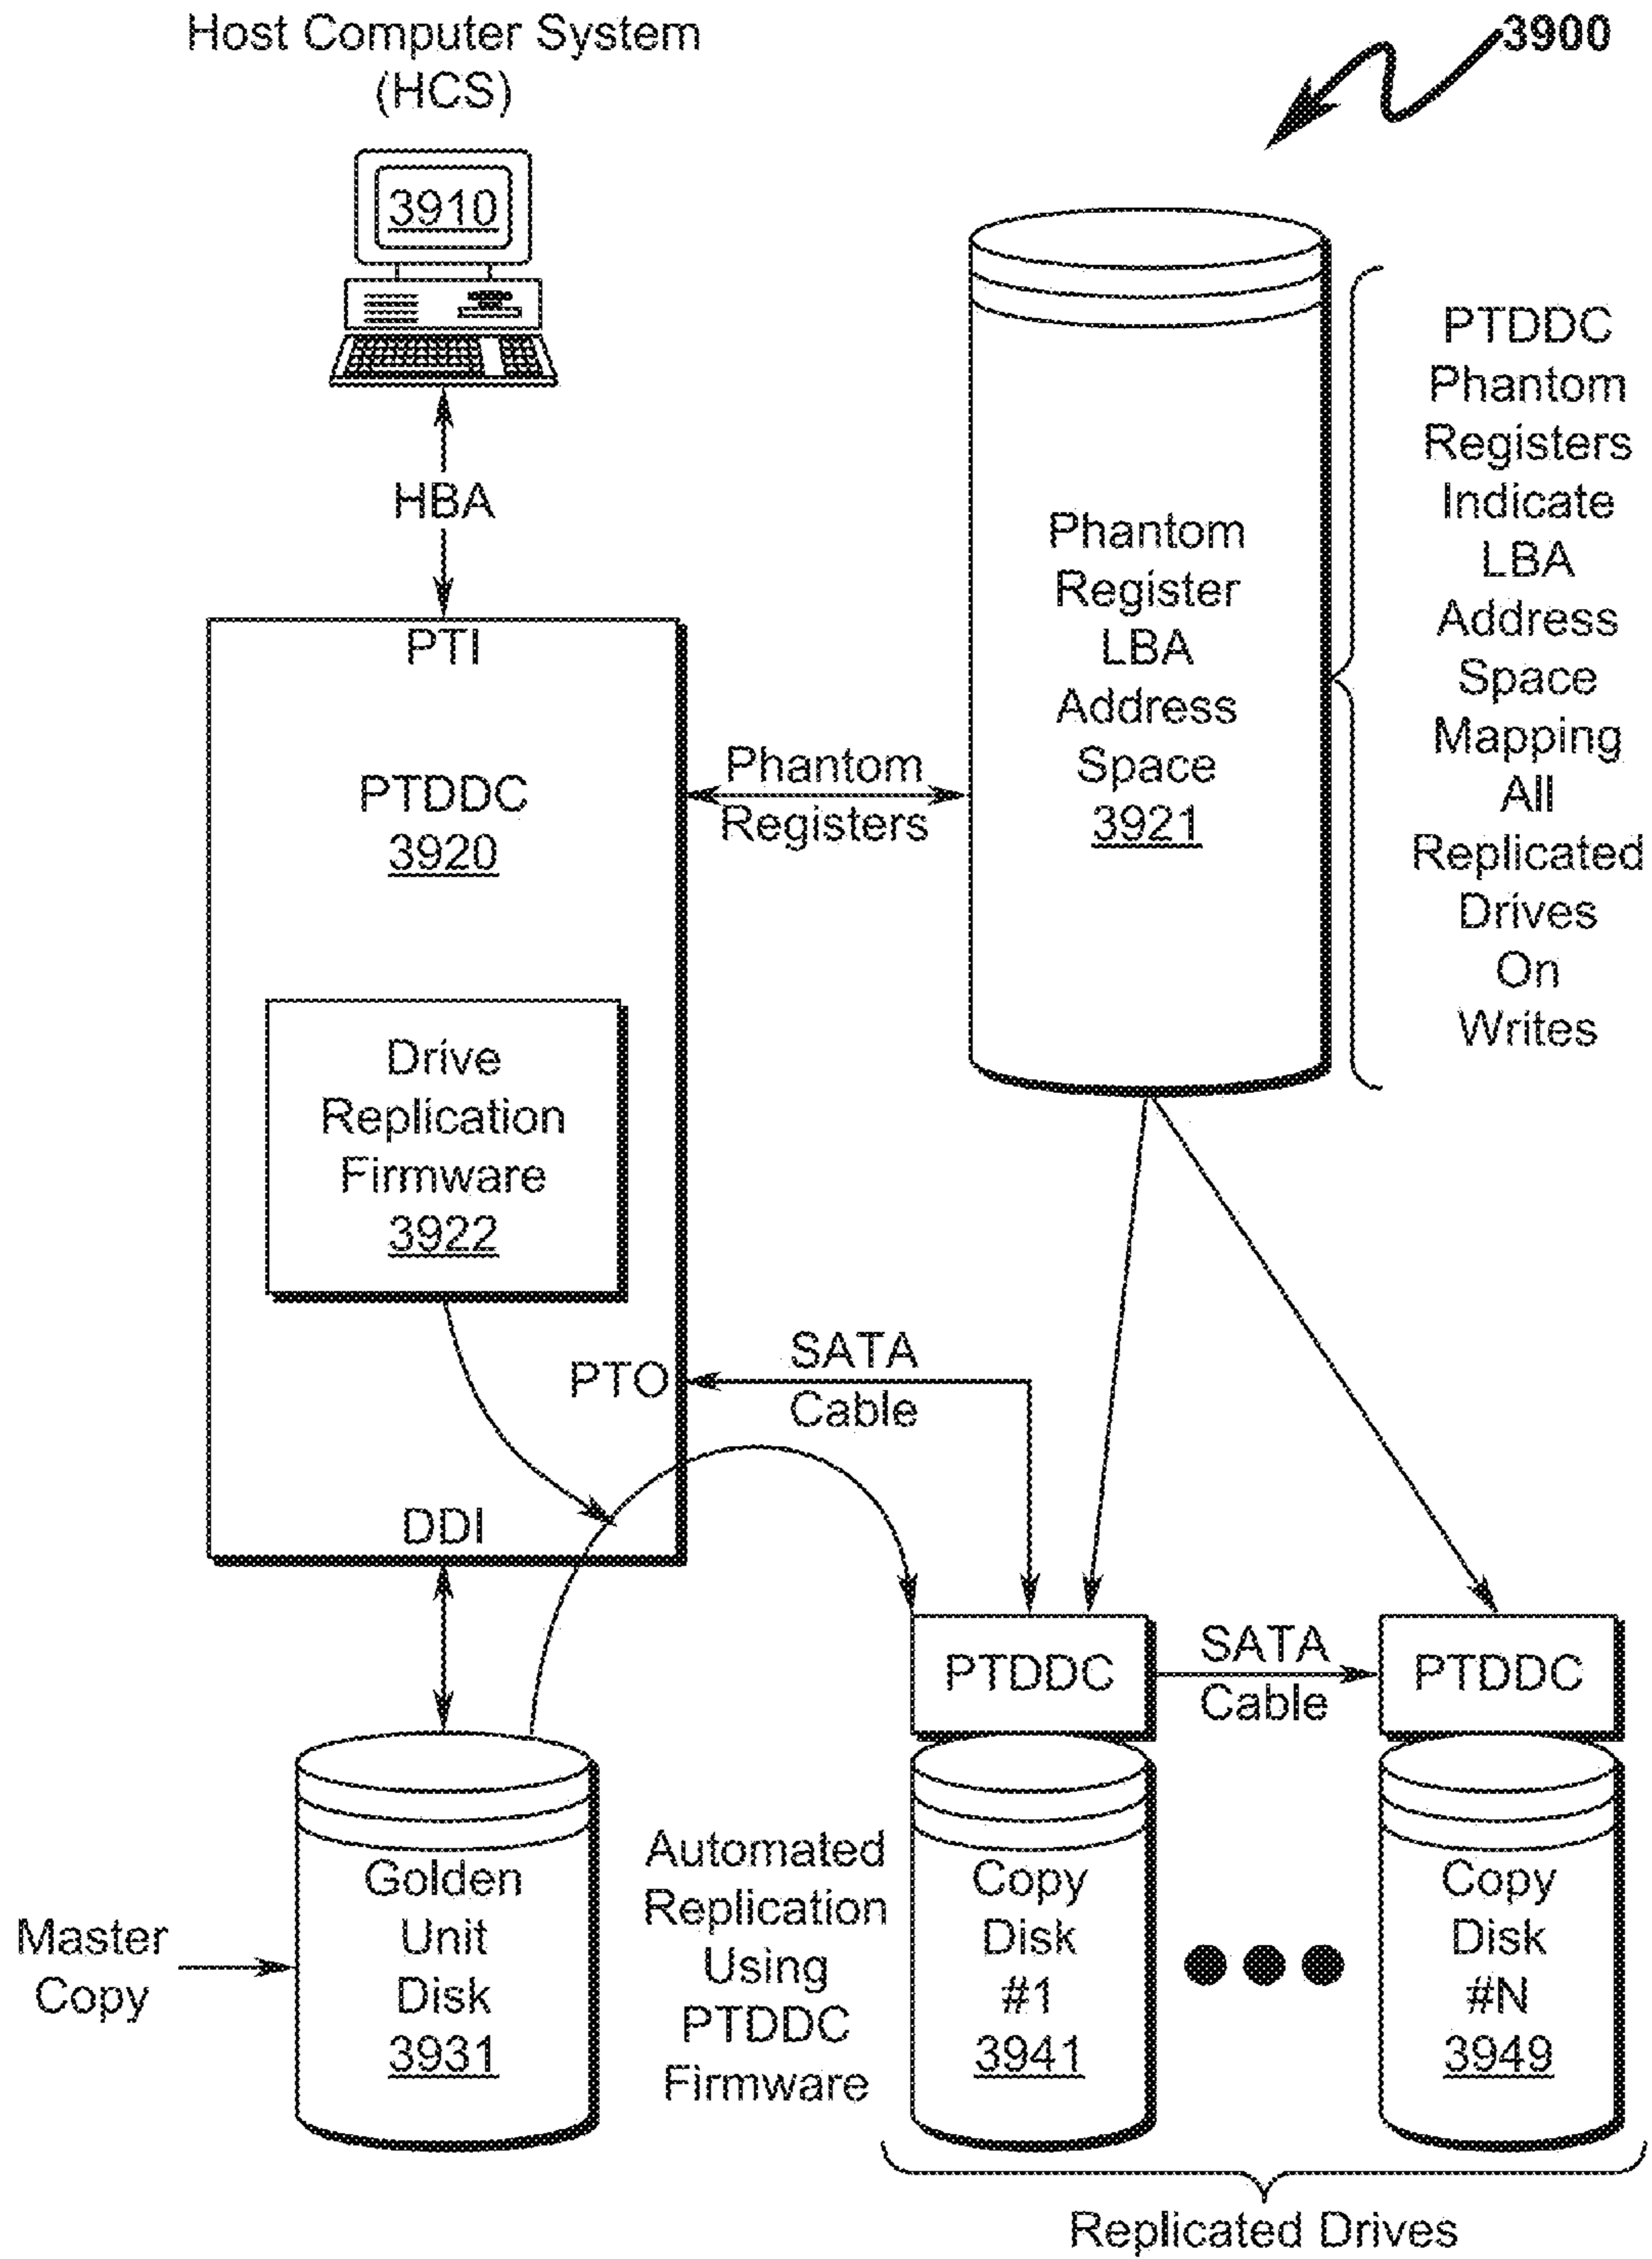 Host Computer System
(HCS)
3900
3910
HBA
PTI
PTDDC
3920
Phantom
Registers
Phantom
Register
LBA
Address
Space
3921
PTDDC
Phantom
Registers
Indicate
LBA
Address
Space
Mapping
All
Replicated
Drives
On
Writes
Drive
Replication
Firmware
3922
PTO
SATA
Cable
DDI
PTDDC
SATA
Cable
PTDDC
Master
Copy
Golden
Unit
Disk
3931
Automated
Replication
Using
PTDDC
Firmware
Copy
Disk
#1
3941
Copy
Disk
#N
3949
Replicated Drives